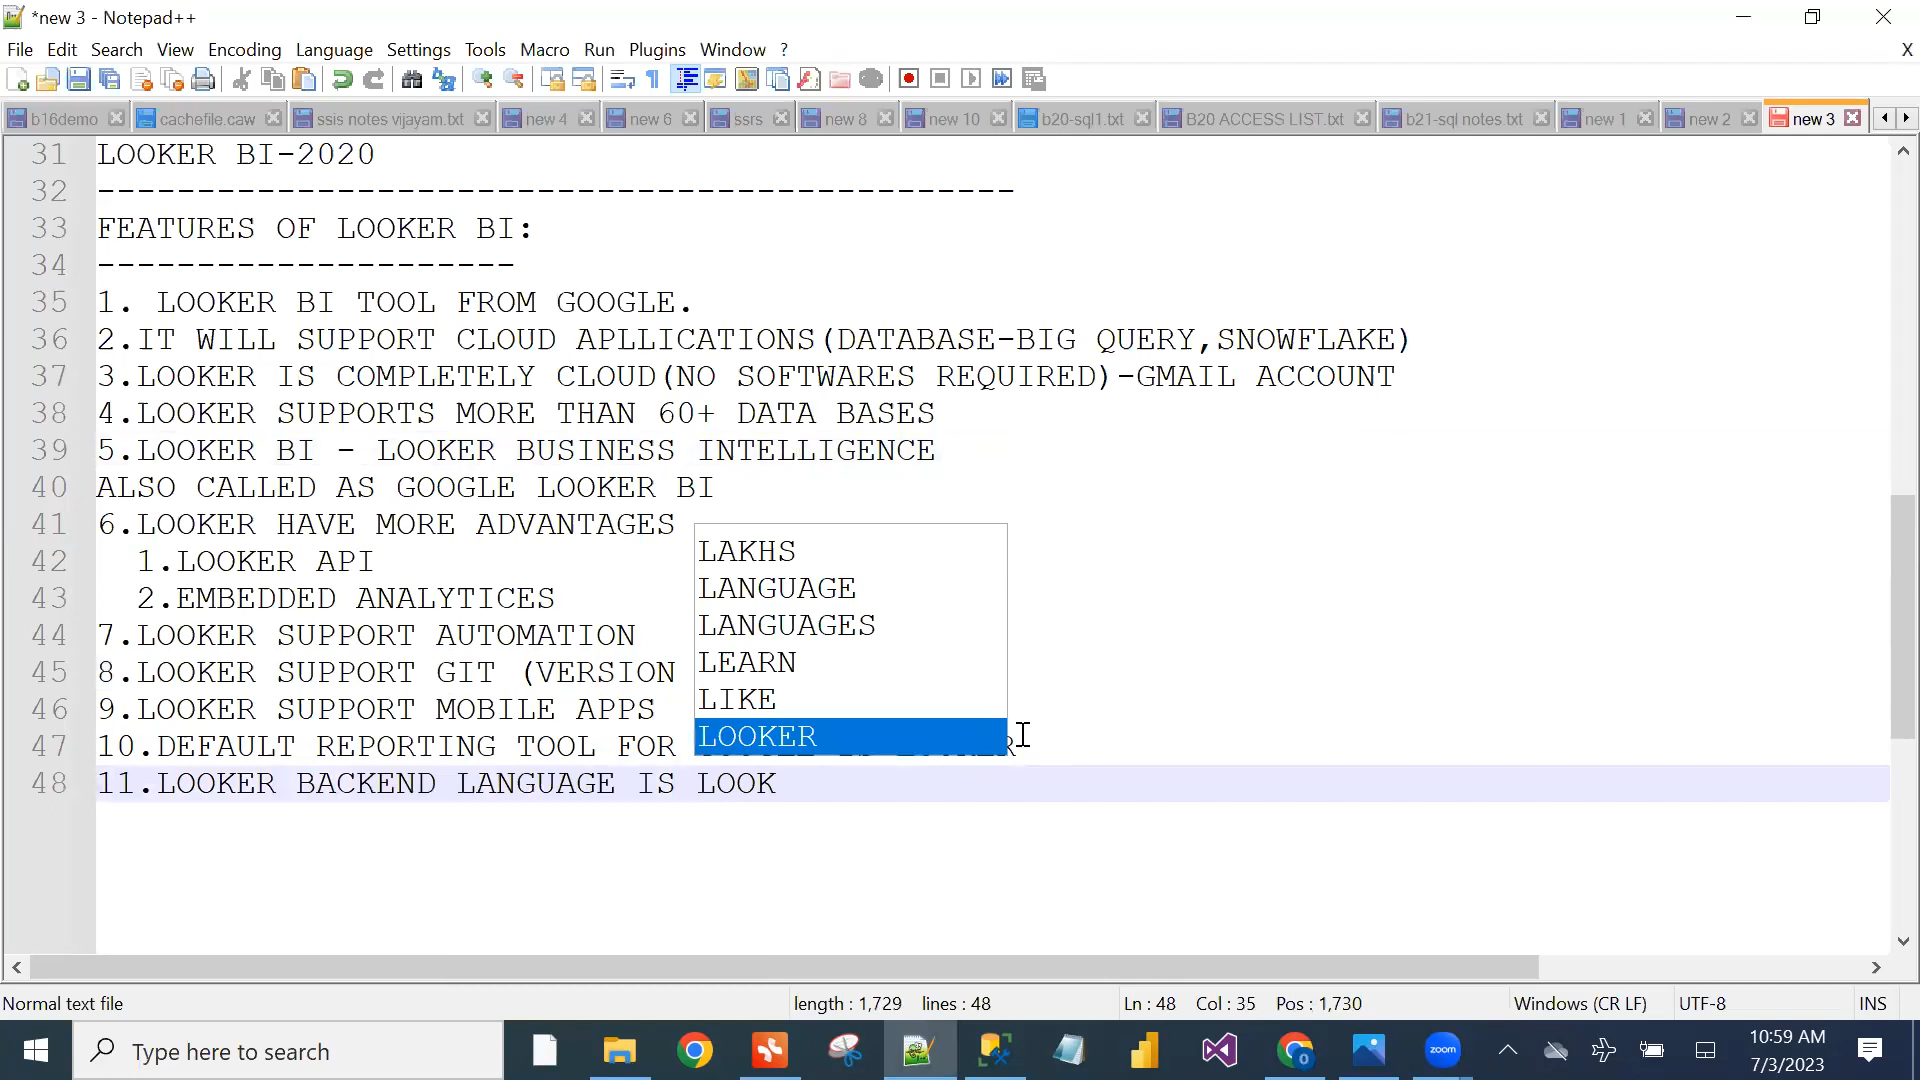 *new 3 - Notepad++
File Edit Search View Encoding Language Settings Tools Macro Run Plugins Window ? X
b16demo cachefile.caw ssis notes vijayam.txt new 4 new 6 ssrs new 8 new 10 b20-sql1.txt B20 ACCESS LIST.txt b21-sql notes.txt new 1 new 2 new 3
31 LOOKER BI-2020
32 ----------------------------------------------
33 FEATURES OF LOOKER BI:
34 ---------------------
35 1. LOOKER BI TOOL FROM GOOGLE.
36 2.IT WILL SUPPORT CLOUD APLLICATIONS(DATABASE-BIG QUERY,SNOWFLAKE)
37 3.LOOKER IS COMPLETELY CLOUD(NO SOFTWARES REQUIRED)-GMAIL ACCOUNT
38 4.LOOKER SUPPORTS MORE THAN 60+ DATA BASES
39 5.LOOKER BI - LOOKER BUSINESS INTELLIGENCE
40 ALSO CALLED AS GOOGLE LOOKER BI
41 6.LOOKER HAVE MORE ADVANTAGES
42 1.LOOKER API
43 2.EMBEDDED ANALYTICES
44 7.LOOKER SUPPORT AUTOMATION
45 8.LOOKER SUPPORT GIT (VERSION
46 9.LOOKER SUPPORT MOBILE APPS
47 10.DEFAULT REPORTING TOOL FOR
48 11.LOOKER BACKEND LANGUAGE IS LOOK
LAKHS
LANGUAGE
LANGUAGES
LEARN
LIKE
LOOKER
Normal text file length : 1,729 lines : 48 Ln : 48 Col : 35 Pos : 1,730 Windows (CR LF) UTF-8 INS
Type here to search
zoom
10:59 AM
7/3/2023